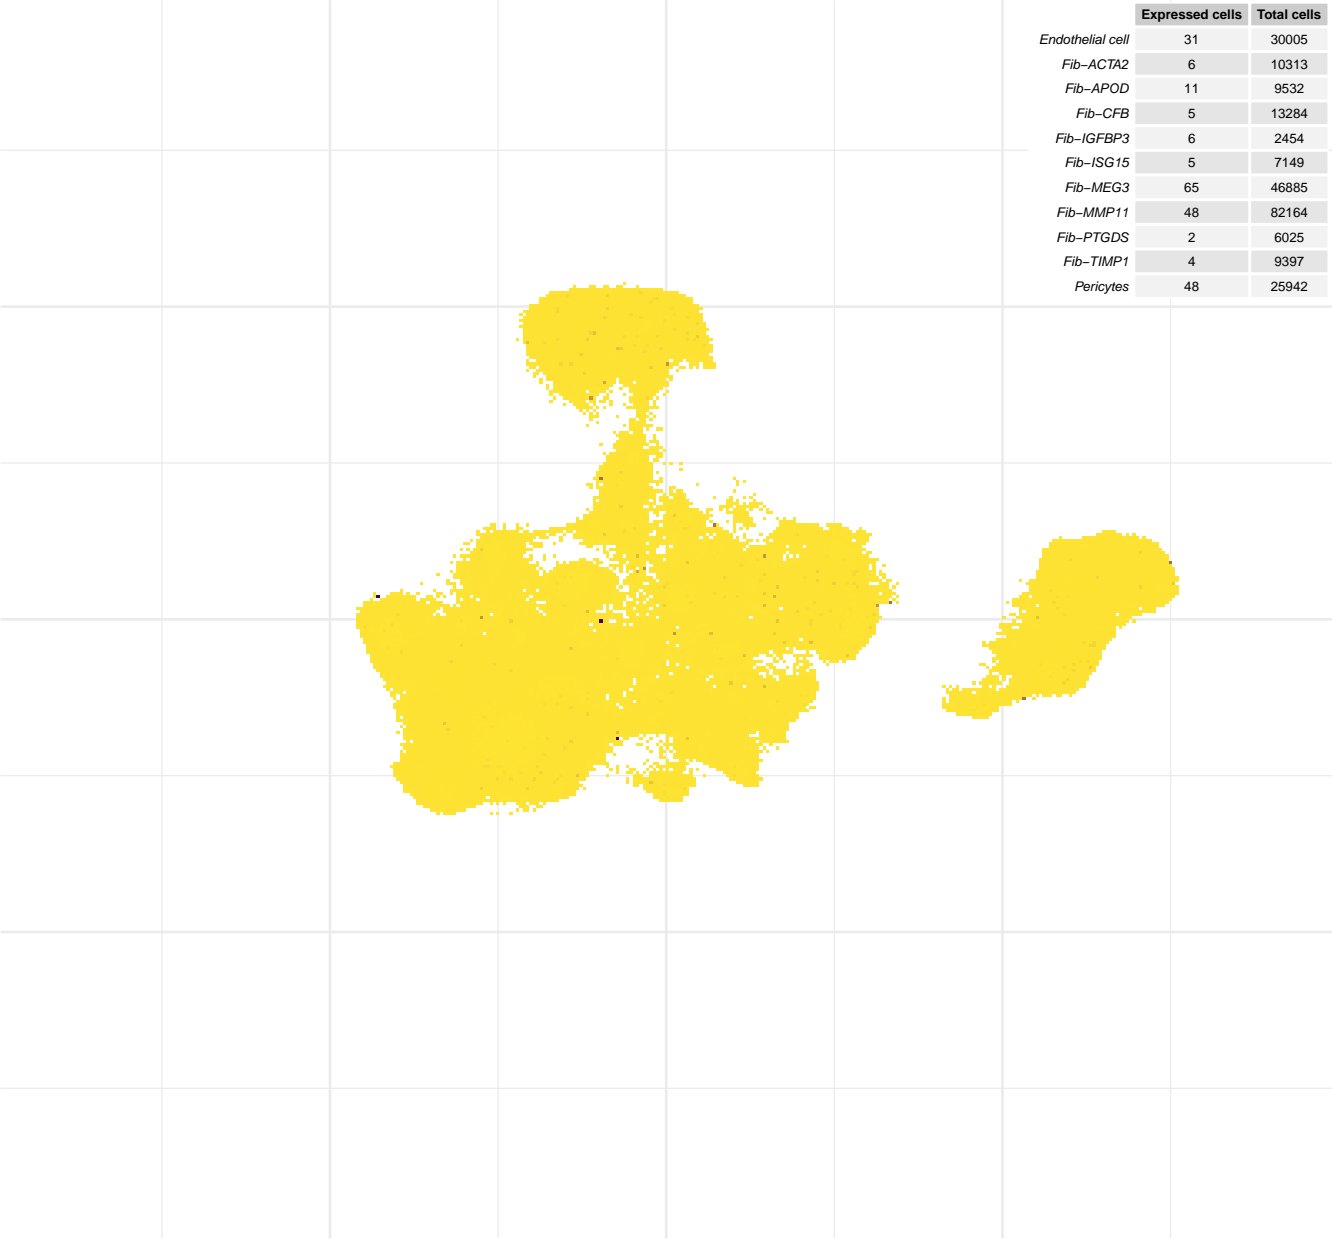 Expressed cells Total cells
Endothelial cell 31 30005
Fib−ACTA2 6 10313
Fib−APOD 11 9532
Fib−CFB 5 13284
Fib−IGFBP3 6 2454
Fib−ISG15 5 7149
Fib−MEG3 65 46885
Fib−MMP11 48 82164
Fib−PTGDS 2 6025
Fib−TIMP1 4 9397
Pericytes 48 25942